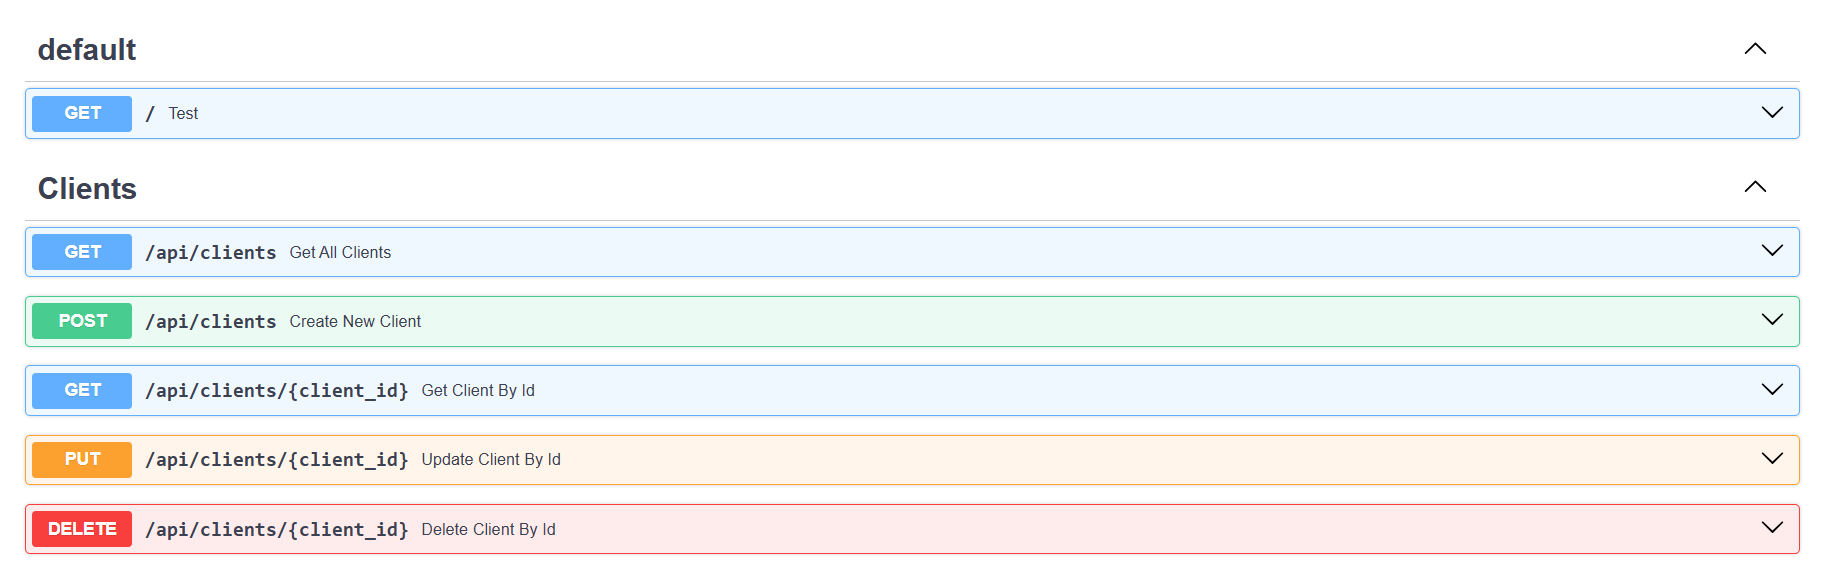 default
GET / Test
Clients
GET /api/clients Get All Clients
POST /api/clients Create New Client
GET /api/clients/{client_id} Get Client By Id
PUT /api/clients/{client_id} Update Client By Id
DELETE /api/clients/{client_id} Delete Client By Id